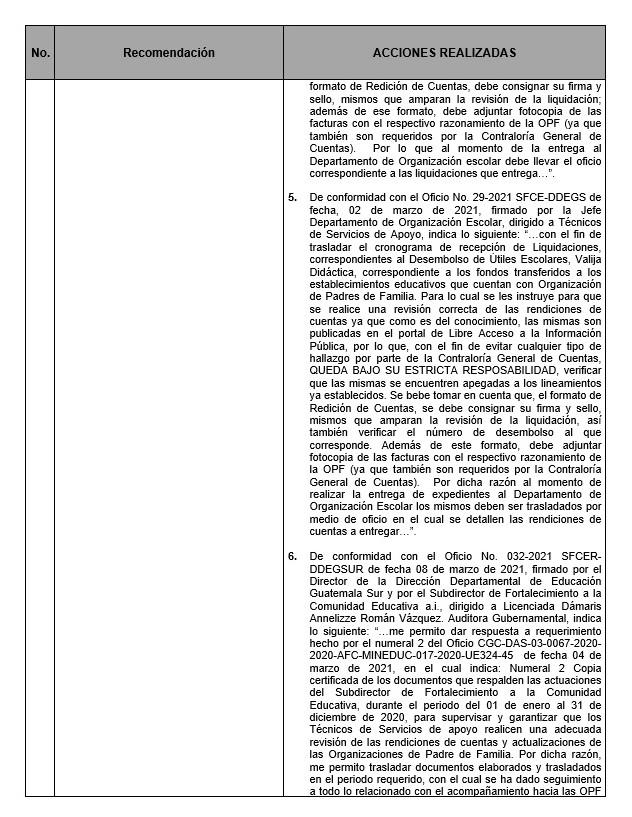 No.
Recomendación
ACCIONES REALIZADAS
formato de Redición de Cuentas, debe consignar su firma y
sello, mismos que amparan la revisión de la liquidación;
además de ese formato, debe adjuntar fotocopia de las
facturas con el respectivo razonamiento de la OPF (ya que
también son requeridos por la Contraloría General de
Cuentas). Por lo que al momento de la entrega al
Departamento de Organización escolar debe llevar el oficio
correspondiente a las liquidaciones que entrega…”.
5. De conformidad con el Oficio No. 29-2021 SFCE-DDEGS de
fecha, 02 de marzo de 2021, firmado por la Jefe
Departamento de Organización Escolar, dirigido a Técnicos
de Servicios de Apoyo, indica lo siguiente: “…con el fin de
trasladar el cronograma de recepción de Liquidaciones,
correspondientes al Desembolso de Útiles Escolares, Valija
Didáctica, correspondiente a los fondos transferidos a los
establecimientos educativos que cuentan con Organización
de Padres de Familia. Para lo cual se les instruye para que
se realice una revisión correcta de las rendiciones de
cuentas ya que como es del conocimiento, las mismas son
publicadas en el portal de Libre Acceso a la Información
Pública, por lo que, con el fin de evitar cualquier tipo de
hallazgo por parte de la Contraloría General de Cuentas,
QUEDA BAJO SU ESTRICTA RESPOSABILIDAD, verificar
que las mismas se encuentren apegadas a los lineamientos
ya establecidos. Se bebe tomar en cuenta que, el formato de
Redición de Cuentas, se debe consignar su firma y sello,
mismos que amparan la revisión de la liquidación, así
también verificar el número de desembolso al que
corresponde. Además de este formato, debe adjuntar
fotocopia de las facturas con el respectivo razonamiento de
la OPF (ya que también son requeridos por la Contraloría
General de Cuentas). Por dicha razón al momento de
realizar la entrega de expedientes al Departamento de
Organización Escolar los mismos deben ser trasladados por
medio de oficio en el cual se detallen las rendiciones de
cuentas a entregar…”.
6. De conformidad con el Oficio No. 032-2021 SFCER-
DDEGSUR de fecha 08 de marzo de 2021, firmado por el
Director de la Dirección Departamental de Educación
Guatemala Sur y por el Subdirector de Fortalecimiento a la
Comunidad Educativa a.i., dirigido a Licenciada Dámaris
Annelizze Román Vázquez. Auditora Gubernamental, indica
lo siguiente: “…me permito dar respuesta a requerimiento
hecho por el numeral 2 del Oficio CGC-DAS-03-0067-2020-
2020-AFC-MINEDUC-017-2020-UE324-45 de fecha 04 de
marzo de 2021, en el cual indica: Numeral 2 Copia
certificada de los documentos que respalden las actuaciones
del Subdirector de Fortalecimiento a la Comunidad
Educativa, durante el periodo del 01 de enero al 31 de
diciembre de 2020, para supervisar y garantizar que los
Técnicos de Servicios de apoyo realicen una adecuada
revisión de las rendiciones de cuentas y actualizaciones de
las Organizaciones de Padre de Familia. Por dicha razón,
me permito trasladar documentos elaborados y trasladados
en el periodo requerido, con el cual se ha dado seguimiento
a todo lo relacionado con el acompañamiento hacia las OPF